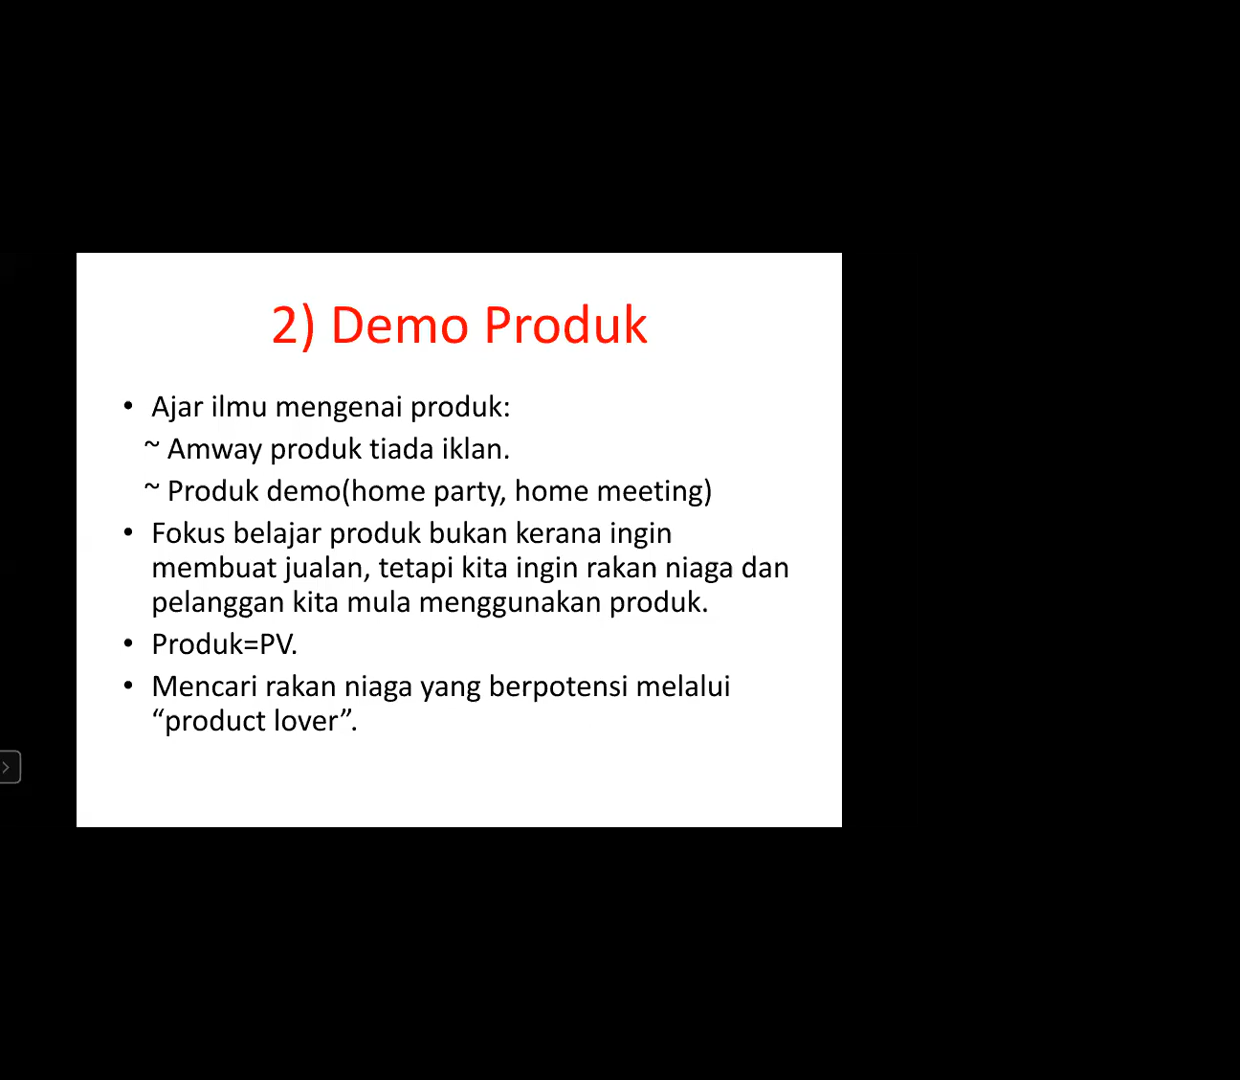 2) Demo Produk
• Ajar ilmu mengenai produk:
~ Amway produk tiada iklan.
~ Produk demo(home party, home meeting)
• Fokus belajar produk bukan kerana ingin
membuat jualan, tetapi kita ingin rakan niaga dan
pelanggan kita mula menggunakan produk.
• Produk=PV.
• Mencari rakan niaga yang berpotensi melalui
“product lover”.